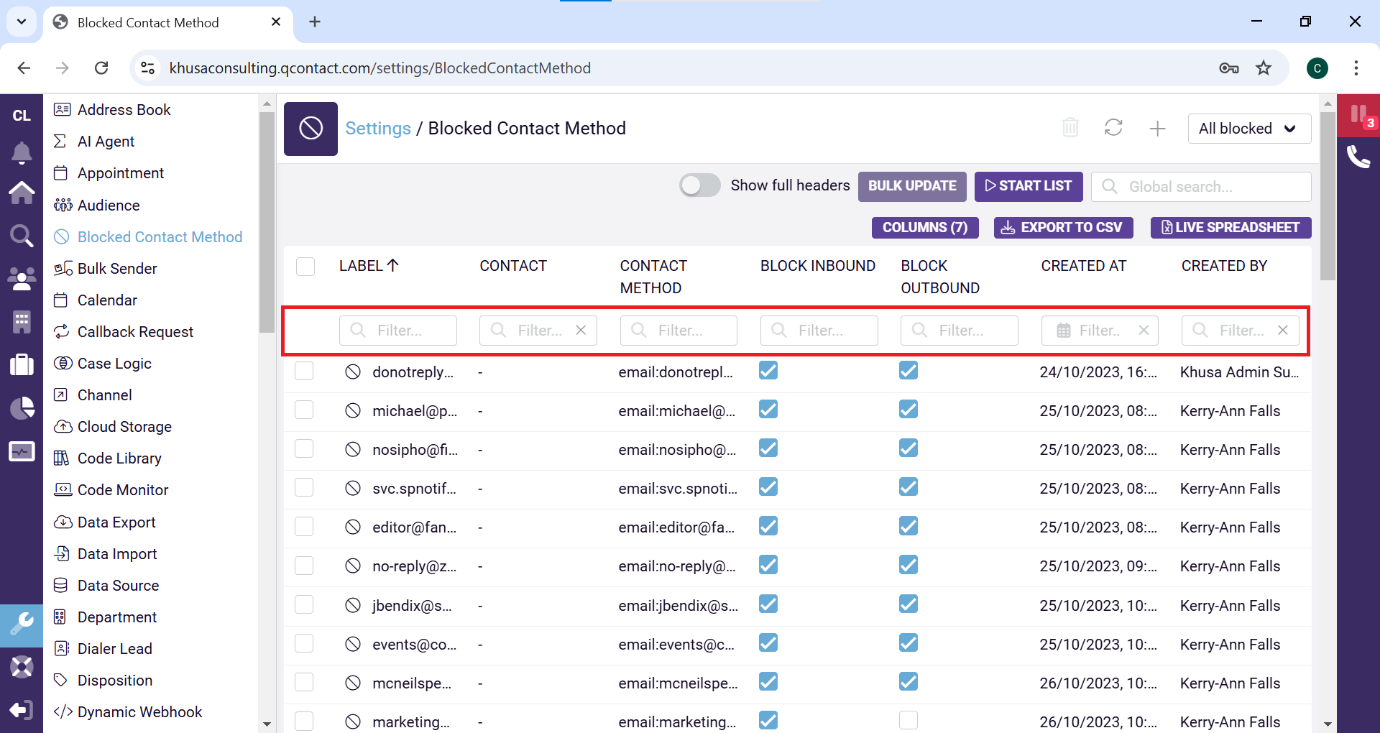 Blocked Contact Method
khusaconsulting.qcontact.com/settings/BlockedContactMethod
C
CL
3
Address Book
AI Agent
Appointment
Audience
Blocked Contact Method
Bulk Sender
Calendar
Callback Request
Case Logic
Channel
Cloud Storage
Code Library
Code Monitor
Data Export
Data Import
Data Source
Department
Dialer Lead
Disposition
Dynamic Webhook
Settings / Blocked Contact Method
All blocked
Show full headers BULK UPDATE START LIST Global search...
COLUMNS (7) EXPORT TO CSV LIVE SPREADSHEET
LABEL CONTACT CONTACT METHOD BLOCK INBOUND BLOCK OUTBOUND CREATED AT CREATED BY
Filter... Filter... Filter... Filter... Filter... Filter.. Filter...
donotreply... - email:donotrepl... 24/10/2023, 16:... Khusa Admin Su...
michael@p... - email:michael@... 25/10/2023, 08:... Kerry-Ann Falls
nosipho@fi... - email:nosipho@... 25/10/2023, 08:... Kerry-Ann Falls
svc.spnotif... - email:svc.spnoti... 25/10/2023, 08:... Kerry-Ann Falls
editor@fan... - email:editor@fa... 25/10/2023, 08:... Kerry-Ann Falls
no-reply@z... - email:no-reply@... 25/10/2023, 09:... Kerry-Ann Falls
jbendix@s... - email:jbendix@s... 25/10/2023, 10:... Kerry-Ann Falls
events@co... - email:events@c... 25/10/2023, 10:... Kerry-Ann Falls
mcneilspe... - email:mcneilspe... 26/10/2023, 10:... Kerry-Ann Falls
marketing... - email:marketing... 26/10/2023, 10:... Kerry-Ann Falls